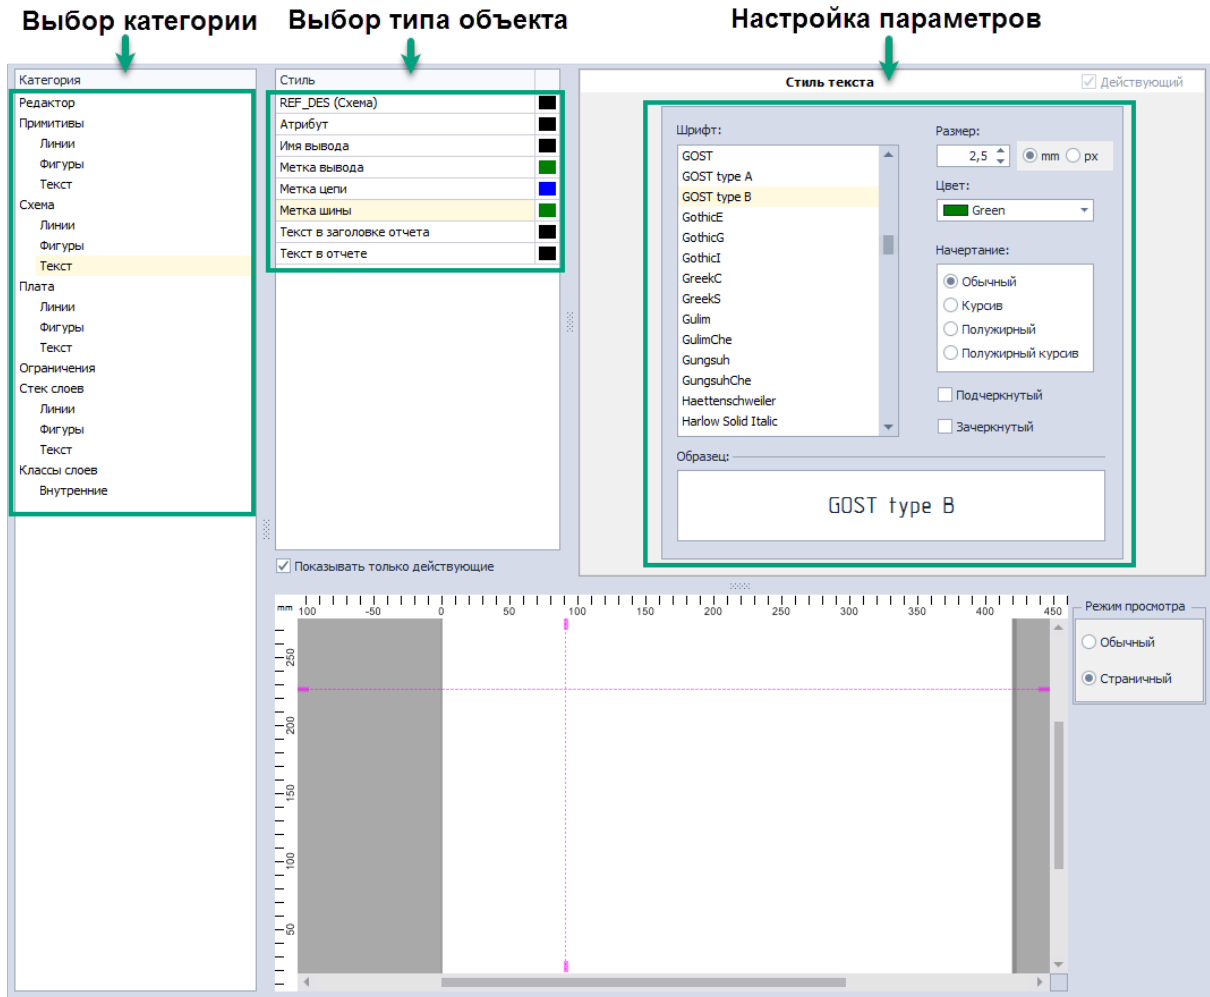 Выбор категории
Выбор типа объекта
Настройка параметров
Категория
Редактор
Примитивы
Линии
Фигуры
Текст
Схема
Линии
Фигуры
Текст
Плата
Линии
Фигуры
Текст
Ограничения
Стек слоев
Линии
Фигуры
Текст
Классы слоев
Внутренние
Стиль
REF_DES (Схема)
Атрибут
Имя вывода
Метка вывода
Метка цепи
Метка шины
Текст в заголовке отчета
Текст в отчете
Показывать только действующие
Стиль текста
Действующий
Шрифт:
GOST
GOST type A
GOST type B
GothicE
GothicG
GothicI
GreekC
GreekS
Gulim
GulimChe
Gungsuh
GungsuhChe
Haettenschweiler
Harlow Solid Italic
Размер:
2,5 mm px
Цвет:
Green
Начертание:
Обычный
Курсив
Полужирный
Полужирный курсив
Подчеркнутый
Зачеркнутый
Образец:
GOST type B
mm 100 -50 0 50 100 150 200 250 300 350 400 450
250
200
150
100
50
Режим просмотра
Обычный
Страничный